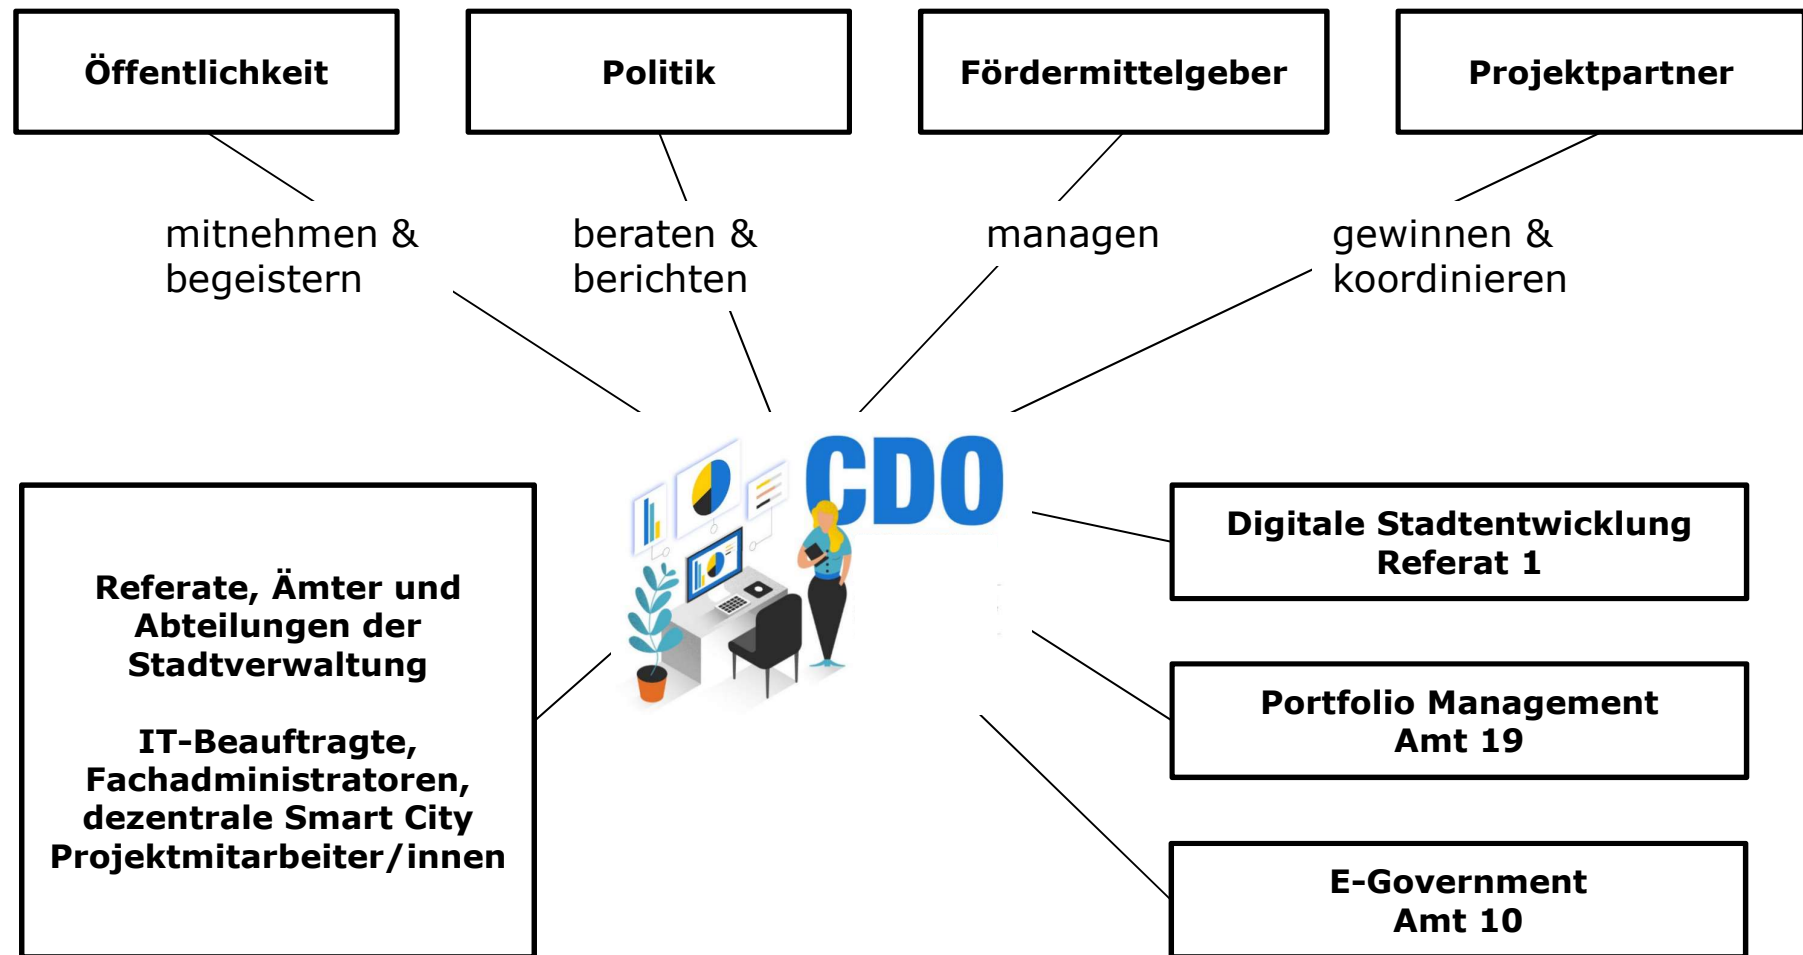 Öffentlichkeit
Politik
Fördermittelgeber
Projektpartner
mitnehmen &
begeistern
beraten &
berichten
managen
gewinnen &
koordinieren
CDO
Referate, Ämter und
Abteilungen der
Stadtverwaltung
IT-Beauftragte,
Fachadministratoren,
dezentrale Smart City
Projektmitarbeiter/innen
Digitale Stadtentwicklung
Referat 1
Portfolio Management
Amt 19
E-Government
Amt 10